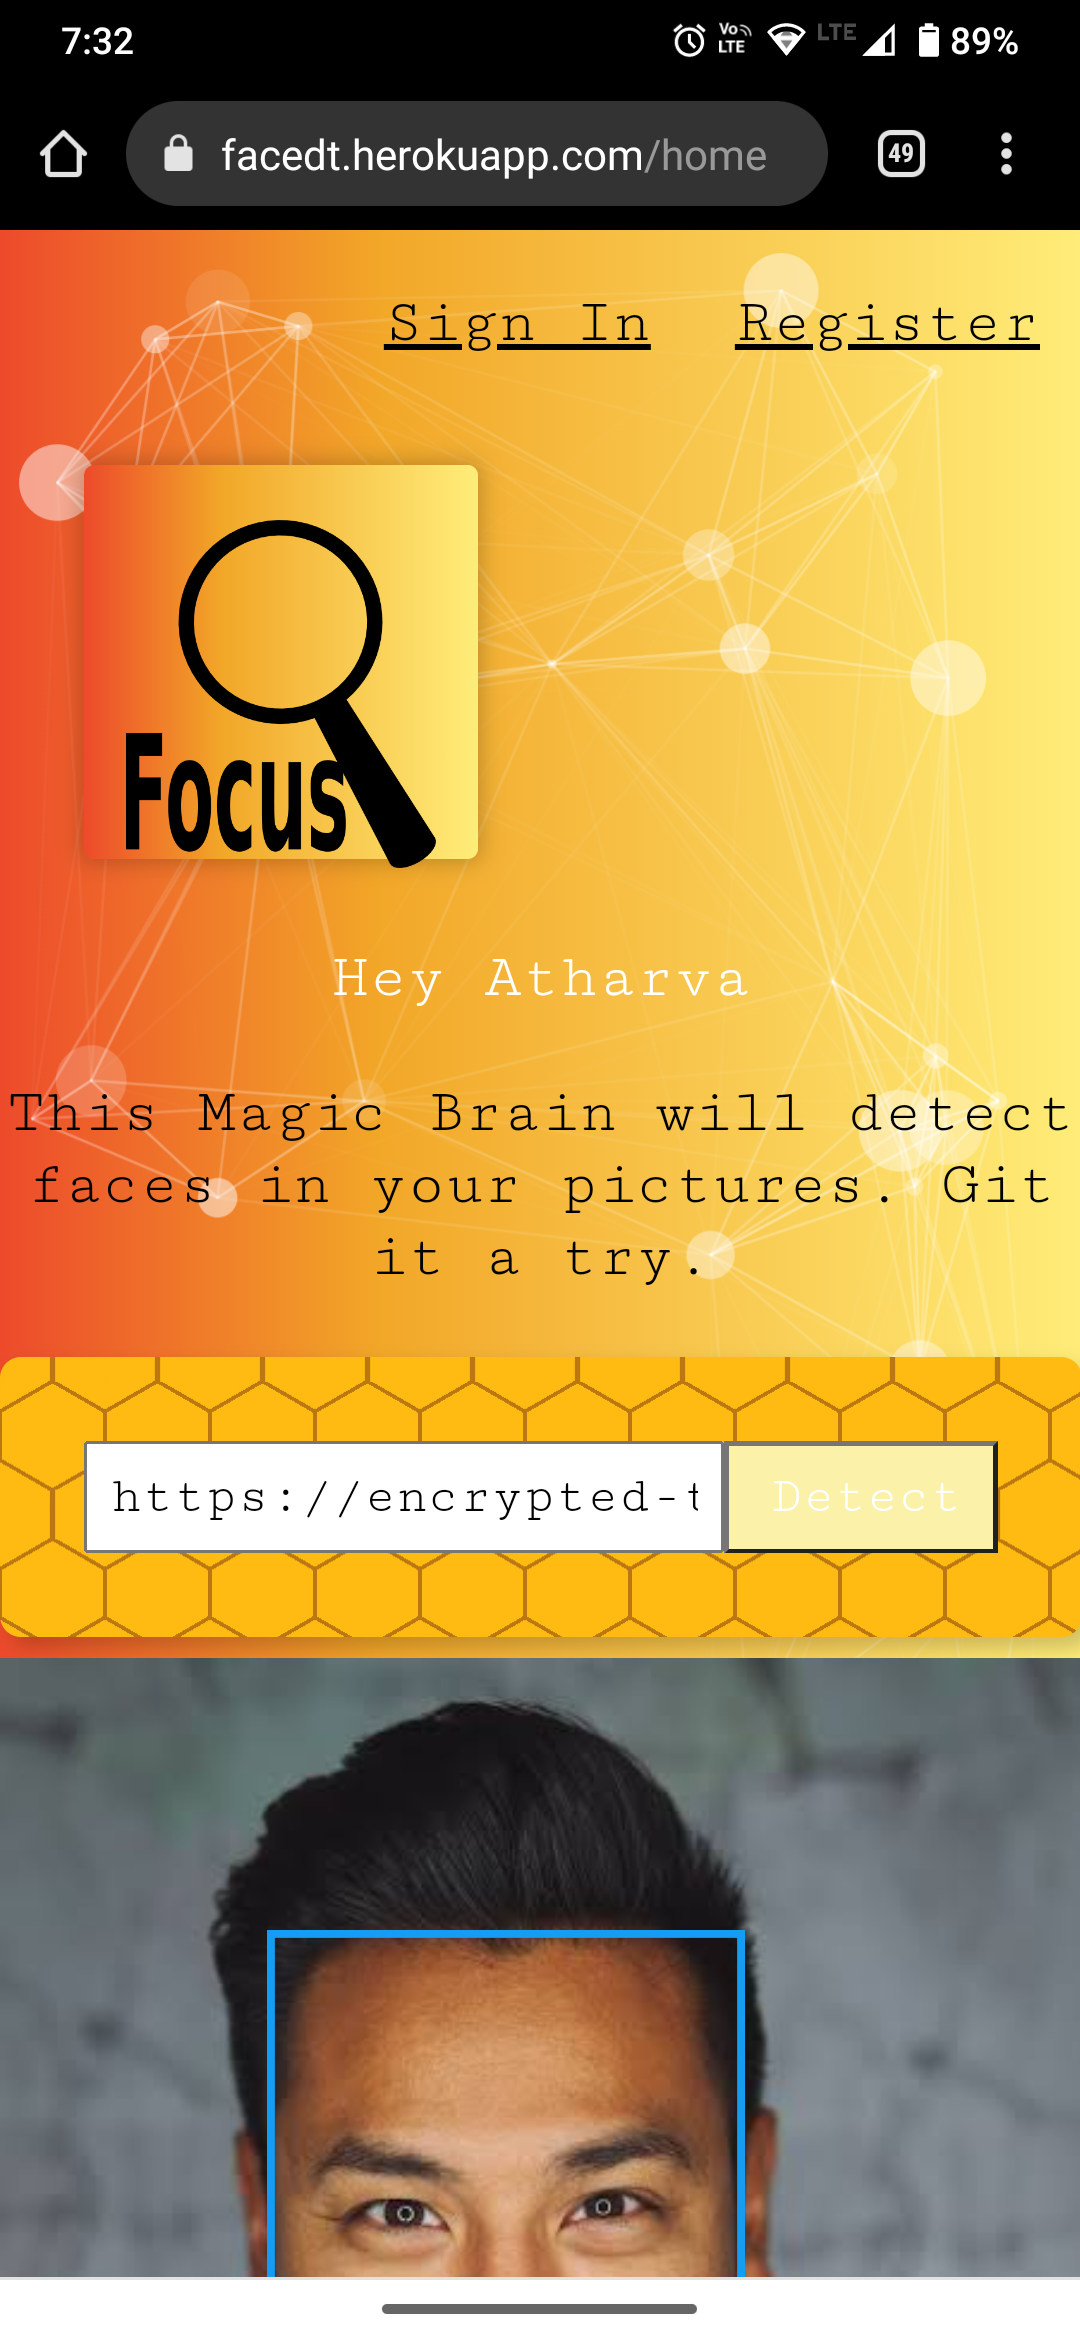 7:32
Vo
LTE
LTE
89%
facedt.herokuapp.com/home
49
Sign In Register
Focus
Hey Atharva
This Magic Brain will detect
faces in your pictures. Git
it a try.
https://encrypted-t
Detect